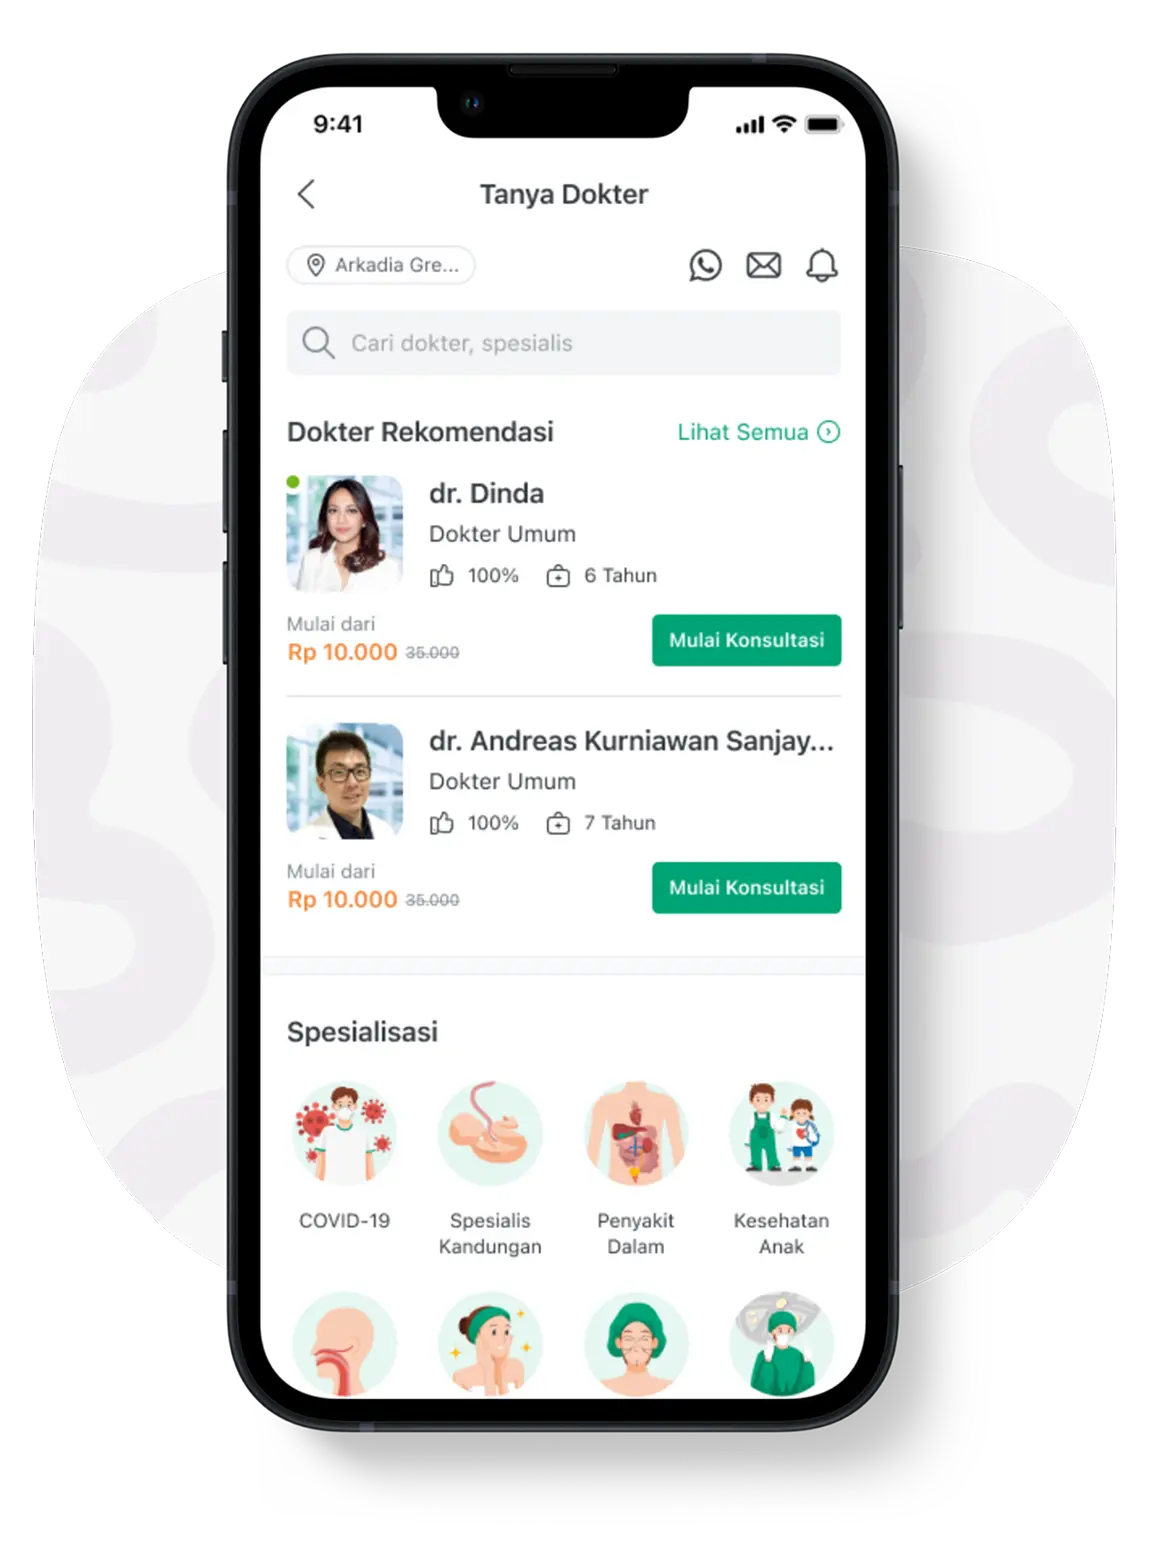 9:41
Tanya Dokter
Arkadia Gre...
Cari dokter, spesialis
Dokter Rekomendasi
Lihat Semua
dr. Dinda
Dokter Umum
100% 6 Tahun
Mulai dari
Rp 10.000 35.000
Mulai Konsultasi
dr. Andreas Kurniawan Sanjay...
Dokter Umum
100% 7 Tahun
Mulai dari
Rp 10.000 35.000
Mulai Konsultasi
Spesialisasi
COVID-19
Spesialis
Kandungan
Penyakit
Dalam
Kesehatan
Anak